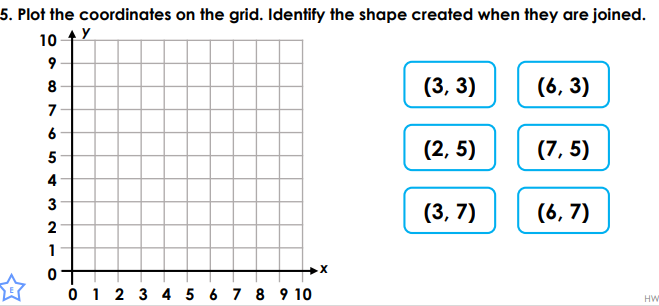 5. Plot the coordinates on the grid. Identify the shape created when they are joined.
y
10
9
8
7
6
5
4
3
2
1
0
x
0 1 2 3 4 5 6 7 8 9 10
(3, 3) (6, 3)
(2, 5) (7, 5)
(3, 7) (6, 7)
E
HW